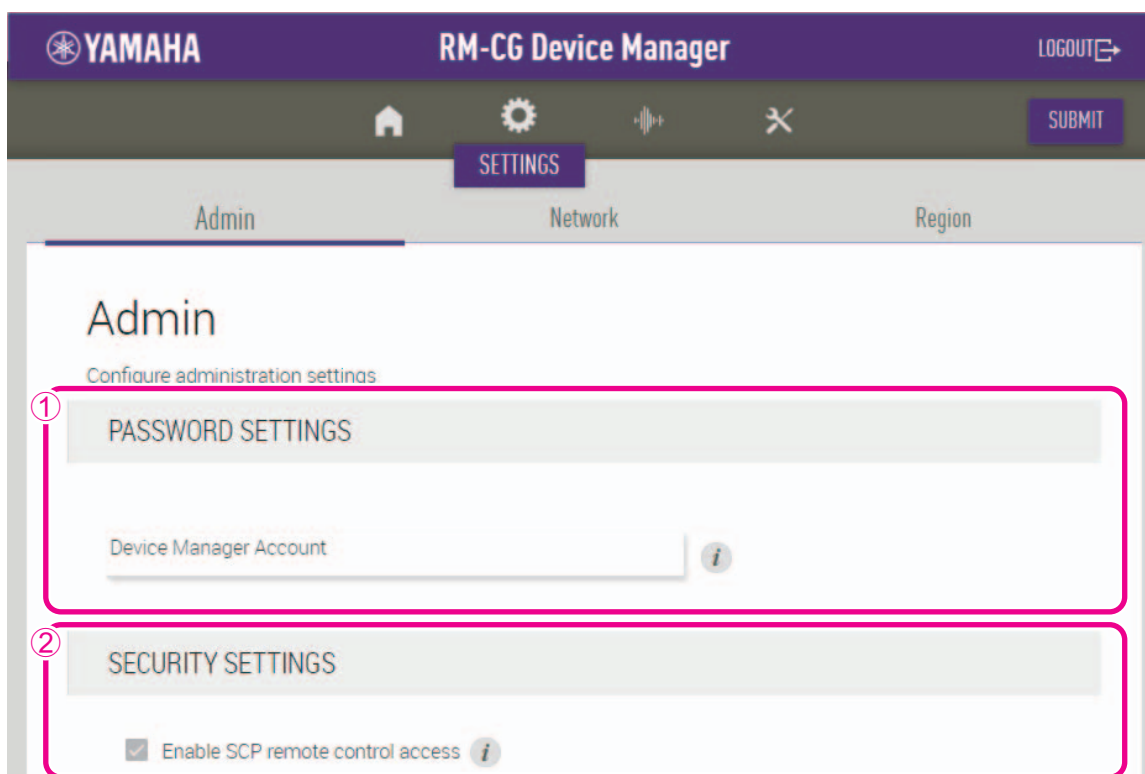 YAMAHA RM-CG Device Manager LOGOUT
SUBMIT
SETTINGS
Admin Network Region
Admin
Configure administration settings
①
PASSWORD SETTINGS
Device Manager Account i
②
SECURITY SETTINGS
Enable SCP remote control access i